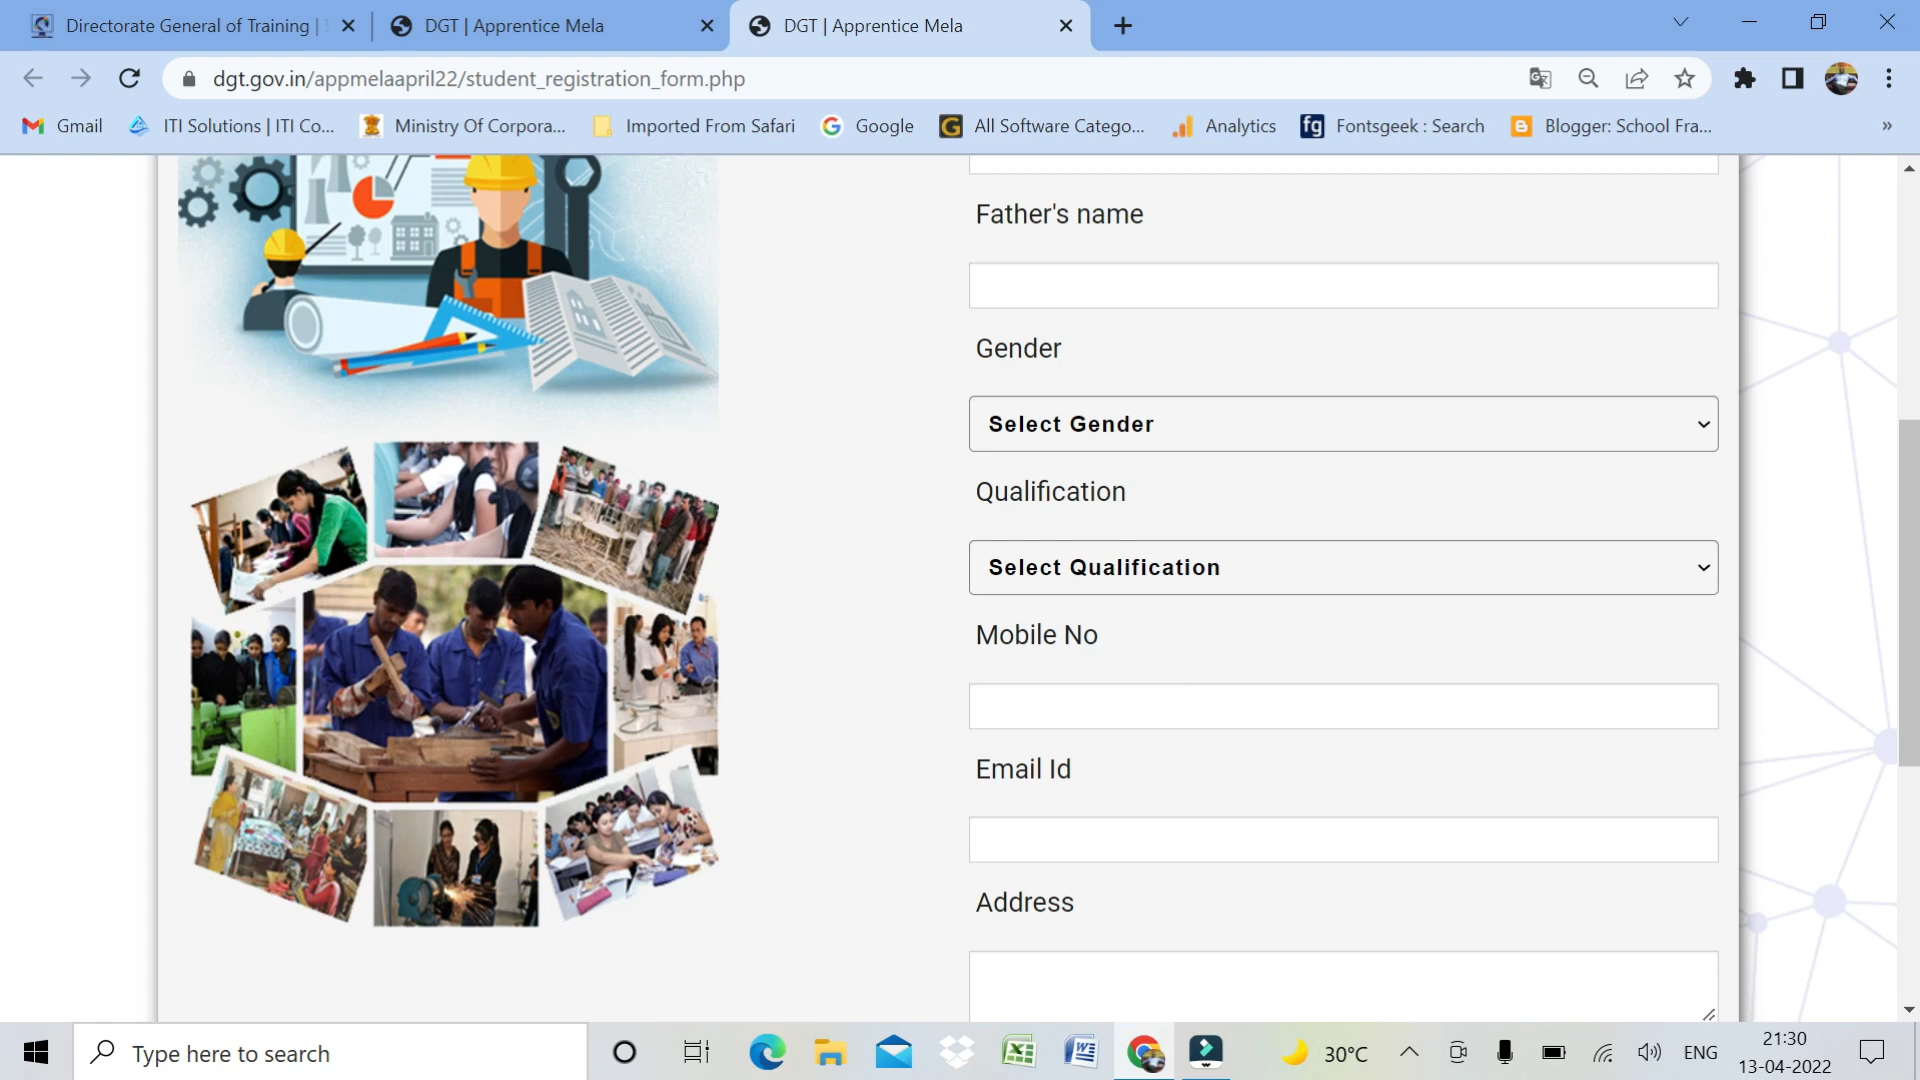 Directorate General of Training |
DGT | Apprentice Mela
DGT | Apprentice Mela
dgt.gov.in/appmelaapril22/student_registration_form.php
Gmail
ITI Solutions | ITI Co...
Ministry Of Corpora...
Imported From Safari
Google
All Software Catego...
Analytics
Fontsgeek : Search
Blogger: School Fra...
»
Father's name
Gender
Select Gender
Qualification
Select Qualification
Mobile No
Email Id
Address
Type here to search
30°C
ENG
21:30
13-04-2022